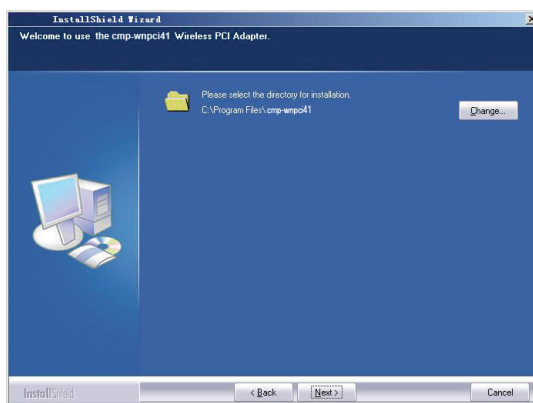 InstallShield Wizard
Welcome to use the cmp-wnpci41 Wireless PCI Adapter.
Please select the directory for installation.
C:\Program Files\cmp-wnpci41
Change...
InstallShield
< Back
Next >
Cancel